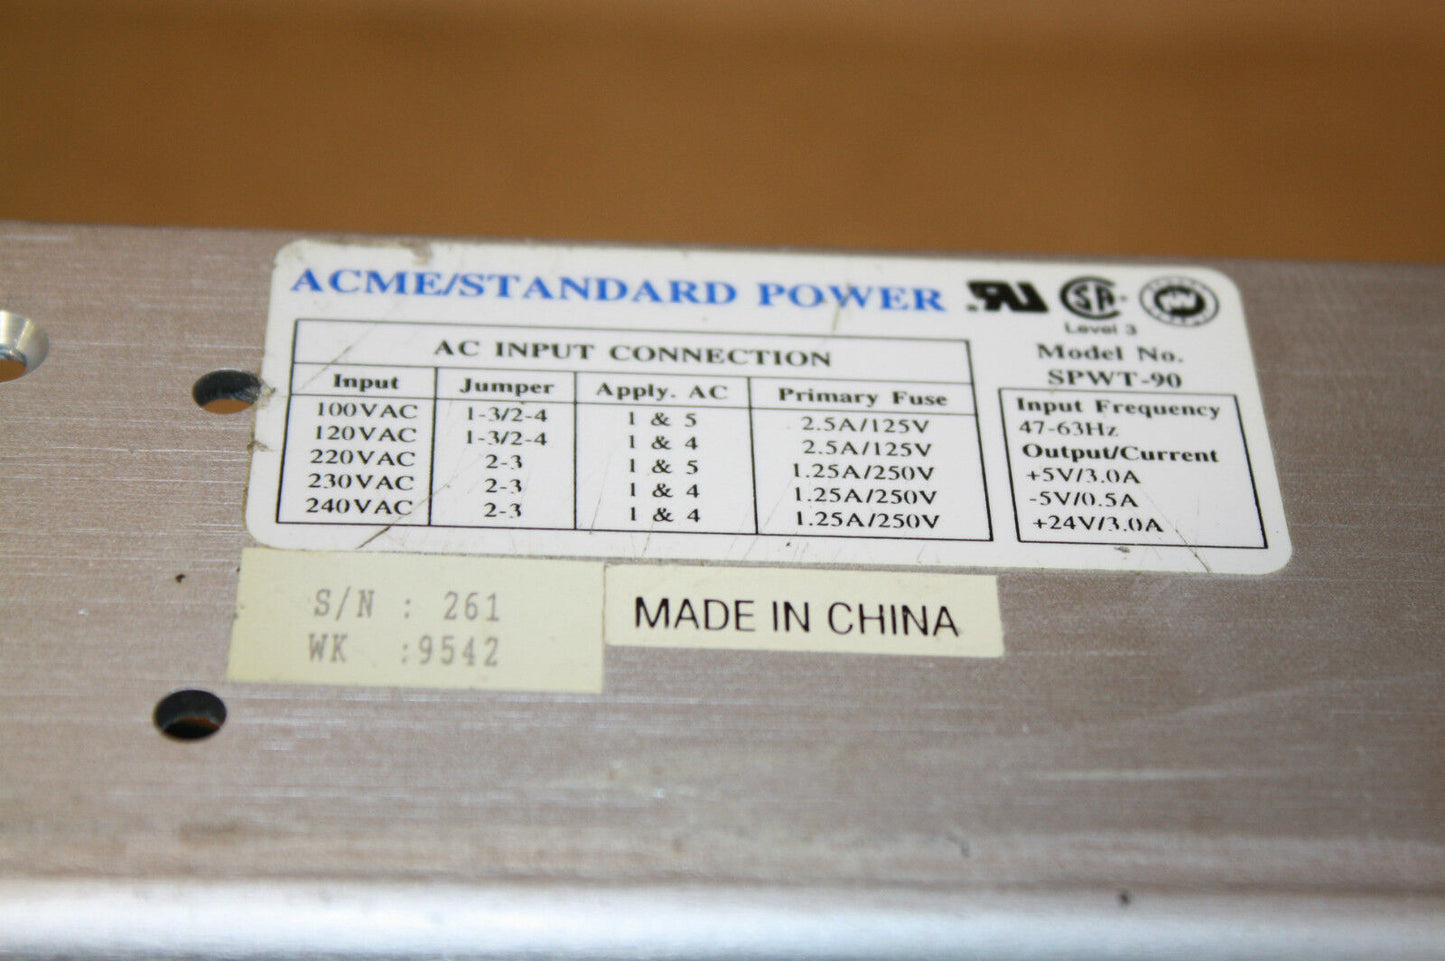 ACME/STANDARD POWER
Level 3
AC INPUT CONNECTION
Input Jumper Apply. AC Primary Fuse
100VAC 1-3/2-4 1 & 5 2.5A/125V
120VAC 1-3/2-4 1 & 4 2.5A/125V
220VAC 2-3 1 & 5 1.25A/250V
230VAC 2-3 1 & 4 1.25A/250V
240VAC 2-3 1 & 4 1.25A/250V
Model No.
SPWT-90
Input Frequency
47-63Hz
Output/Current
+5V/3.0A
-5V/0.5A
+24V/3.0A
S/N : 261
WK :9542
MADE IN CHINA